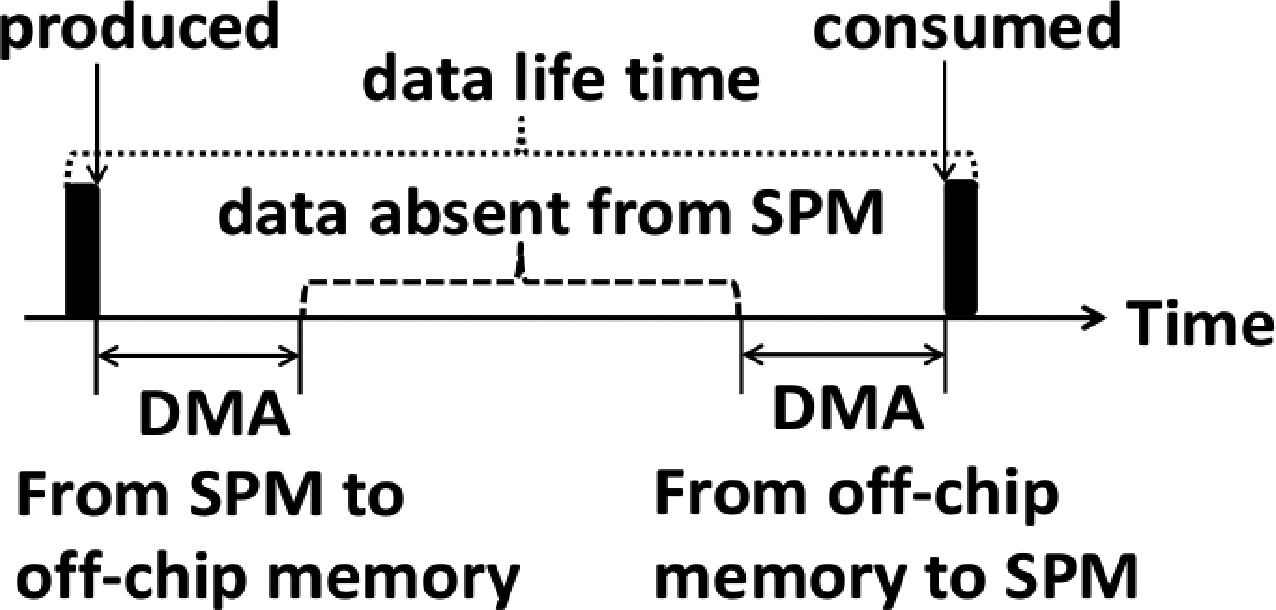 produced
consumed
data life time
data absent from SPM
Time
DMA
From SPM to
off-chip memory
DMA
From off-chip
memory to SPM